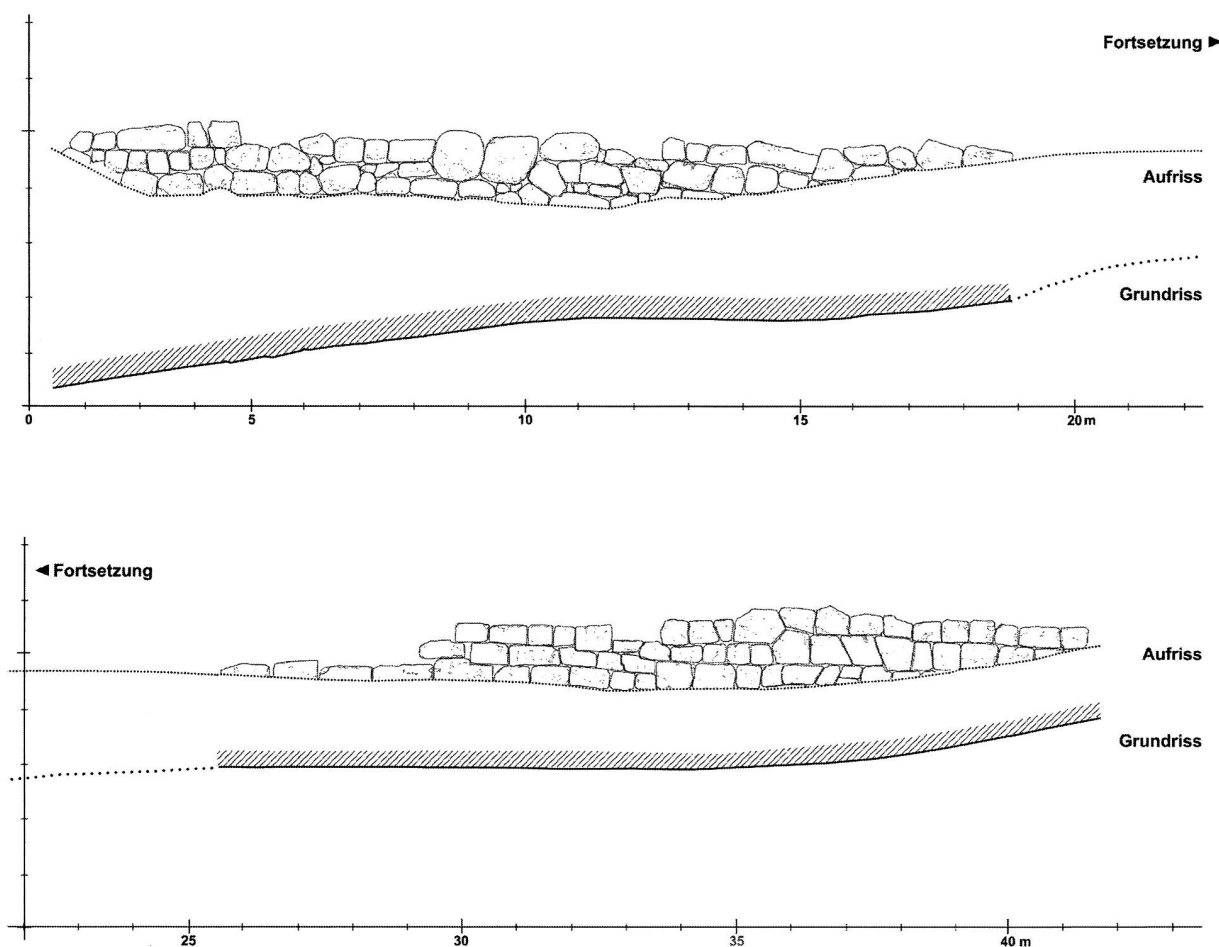 Fortsetzung ►
Aufriss
Grundriss
0 5 10 15 20 m
◄ Fortsetzung
Aufriss
Grundriss
25 30 35 40 m